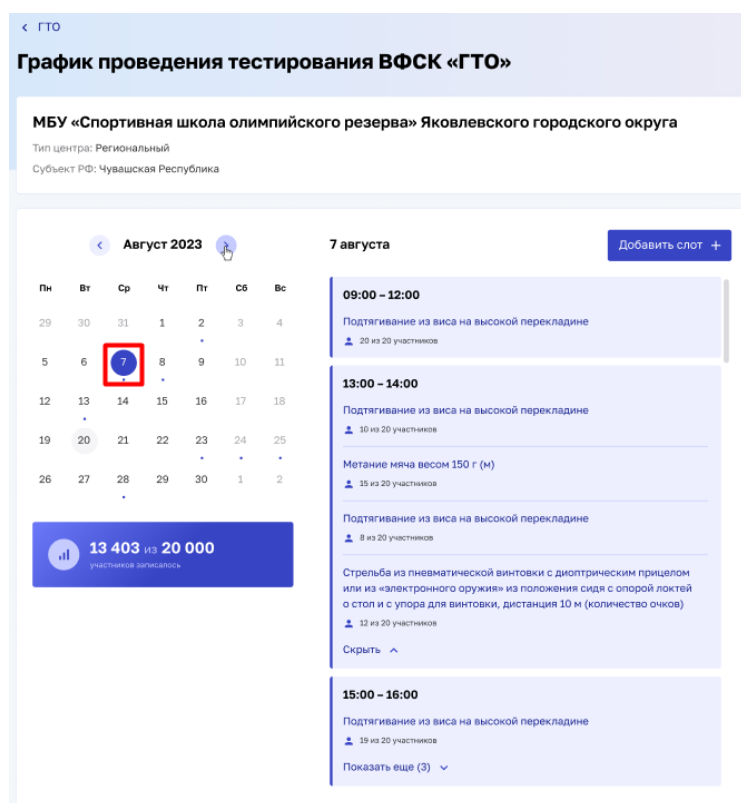 ГТО
График проведения тестирования ВФСК «ГТО»
МБУ «Спортивная школа олимпийского резерва» Яковлевского городского округа
Тип центра: Региональный
Субъект РФ: Чувашская Республика
Август 2023
Пн Вт Ср Чт Пт Сб Вс
29 30 31 1 2 3 4
5 6 7 8 9 10 11
12 13 14 15 16 17 18
19 20 21 22 23 24 25
26 27 28 29 30 1 2
13 403 из 20 000
участников записалось
7 августа
Добавить слот +
09:00 – 12:00
Подтягивание из виса на высокой перекладине
20 из 20 участников
13:00 – 14:00
Подтягивание из виса на высокой перекладине
10 из 20 участников
Метание мяча весом 150 г (м)
15 из 20 участников
Подтягивание из виса на высокой перекладине
8 из 20 участников
Стрельба из пневматической винтовки с диоптрическим прицелом
или из «электронного оружия» из положения сидя с опорой локтей
о стол и с упора для винтовки, дистанция 10 м (количество очков)
12 из 20 участников
Скрыть
15:00 – 16:00
Подтягивание из виса на высокой перекладине
19 из 20 участников
Показать еще (3)